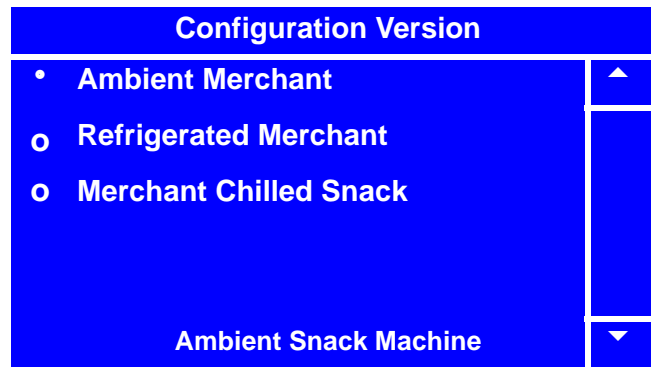 Configuration Version
° Ambient Merchant
o Refrigerated Merchant
o Merchant Chilled Snack
Ambient Snack Machine